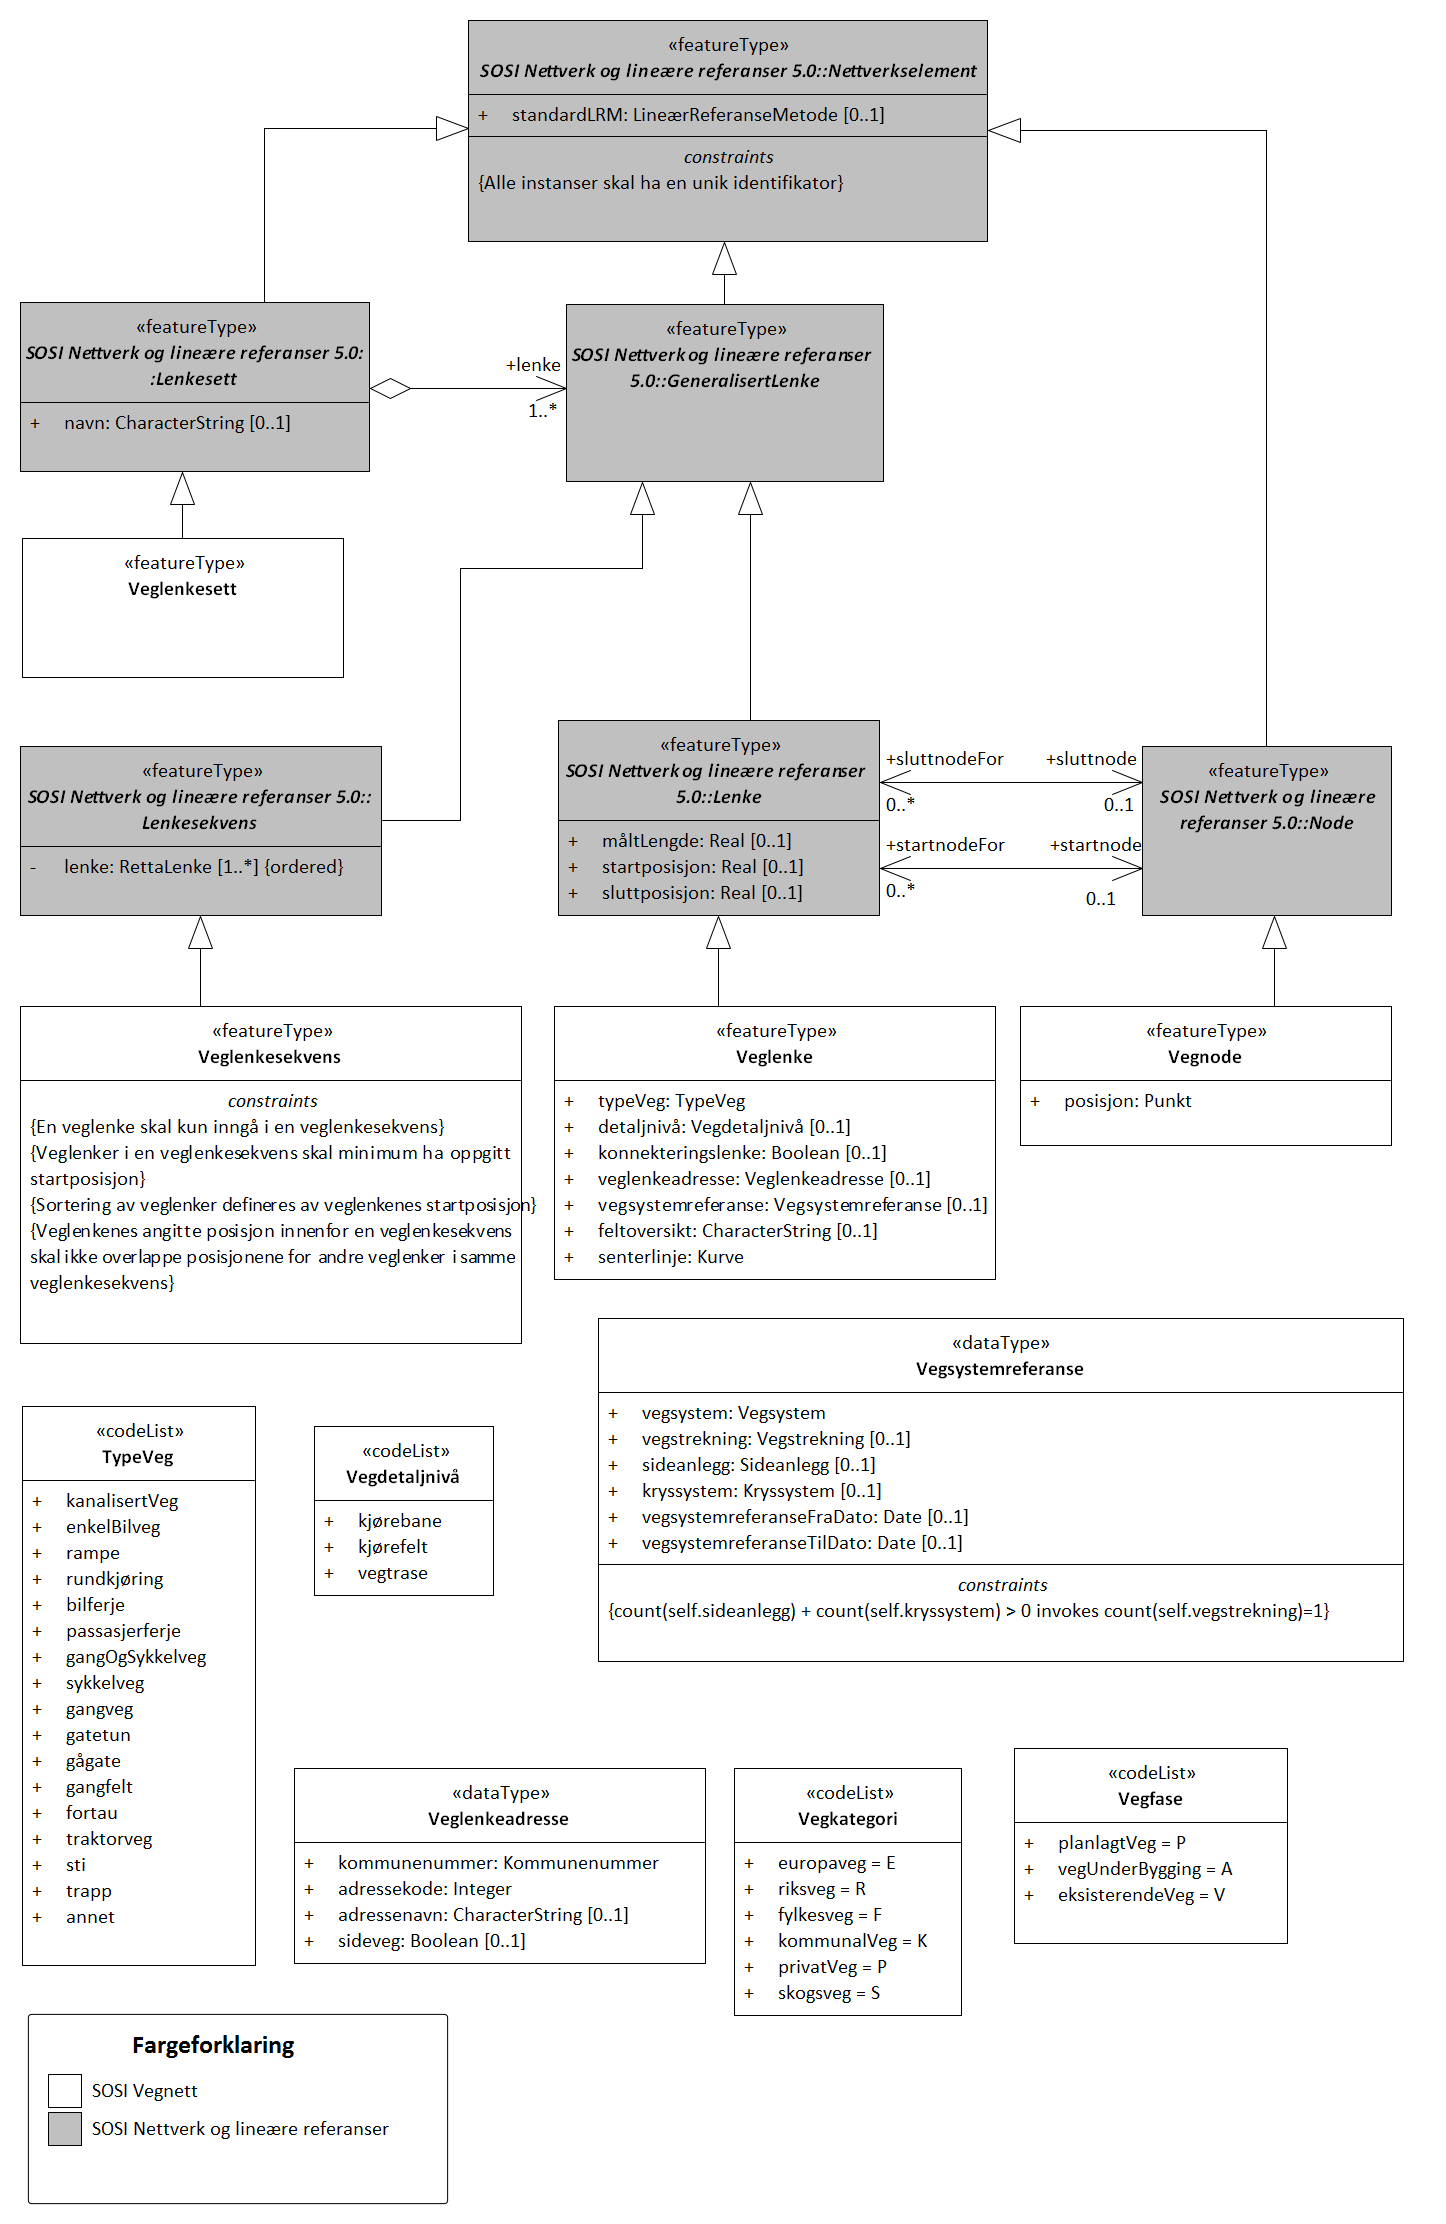 «featureType»
SOSI Nettverk og lineære referanser 5.0::Nettverkselement
+ standardLRM: LineærReferanseMetode [0..1]
constraints
{Alle instanser skal ha en unik identifikator}
«featureType»
SOSI Nettverk og lineære referanser 5.0:
:Lenkesett
+ navn: CharacterString [0..1]
+lenke
1..*
«featureType»
SOSI Nettverk og lineære referanser
5.0::GeneralisertLenke
«featureType»
Veglenkesett
«featureType»
SOSI Nettverk og lineære referanser 5.0::
Lenkesekvens
- lenke: RettaLenke [1..*] {ordered}
«featureType»
SOSI Nettverk og lineære referanser
5.0::Lenke
+ måltLengde: Real [0..1]
+ startposisjon: Real [0..1]
+ sluttposisjon: Real [0..1]
+sluttnodeFor
+sluttnode
0..*
0..1
+startnodeFor
+startnode
0..*
0..1
«featureType»
SOSI Nettverk og lineære
referanser 5.0::Node
«featureType»
Veglenkesekvens
constraints
{En veglenke skal kun inngå i en veglenkesekvens}
{Veglenker i en veglenkesekvens skal minimum ha oppgitt
startposisjon}
{Sortering av veglenker defineres av veglenkenes startposisjon}
{Veglenkenes angitte posisjon innenfor en veglenkesekvens
skal ikke overlappe posisjonene for andre veglenker i samme
veglenkesekvens}
«featureType»
Veglenke
+ typeVeg: TypeVeg
+ detaljnivå: Vegdetaljnivå [0..1]
+ konnekteringslenke: Boolean [0..1]
+ veglenkeadresse: Veglenkeadresse [0..1]
+ vegsystemreferanse: Vegsystemreferanse [0..1]
+ feltoversikt: CharacterString [0..1]
+ senterlinje: Kurve
«featureType»
Vegnode
+ posisjon: Punkt
«dataType»
Vegsystemreferanse
+ vegsystem: Vegsystem
+ vegstrekning: Vegstrekning [0..1]
+ sideanlegg: Sideanlegg [0..1]
+ kryssystem: Kryssystem [0..1]
+ vegsystemreferanseFraDato: Date [0..1]
+ vegsystemreferanseTilDato: Date [0..1]
constraints
{count(self.sideanlegg) + count(self.kryssystem) > 0 invokes count(self.vegstrekning)=1}
«codeList»
TypeVeg
+ kanalisertVeg
+ enkelBilveg
+ rampe
+ rundkjøring
+ bilferje
+ passasjerferje
+ gangOgSykkelveg
+ sykkelveg
+ gangveg
+ gatetun
+ gågate
+ gangfelt
+ fortau
+ traktorveg
+ sti
+ trapp
+ annet
«codeList»
Vegdetaljnivå
+ kjørebane
+ kjørefelt
+ vegtrase
«dataType»
Veglenkeadresse
+ kommunenummer: Kommunenummer
+ adressekode: Integer
+ adressenavn: CharacterString [0..1]
+ sideveg: Boolean [0..1]
«codeList»
Vegkategori
+ europaveg = E
+ riksveg = R
+ fylkesveg = F
+ kommunalVeg = K
+ privatVeg = P
+ skogsveg = S
«codeList»
Vegfase
+ planlagtVeg = P
+ vegUnderBygging = A
+ eksisterendeVeg = V
Fargeforklaring
SOSI Vegnett
SOSI Nettverk og lineære referanser